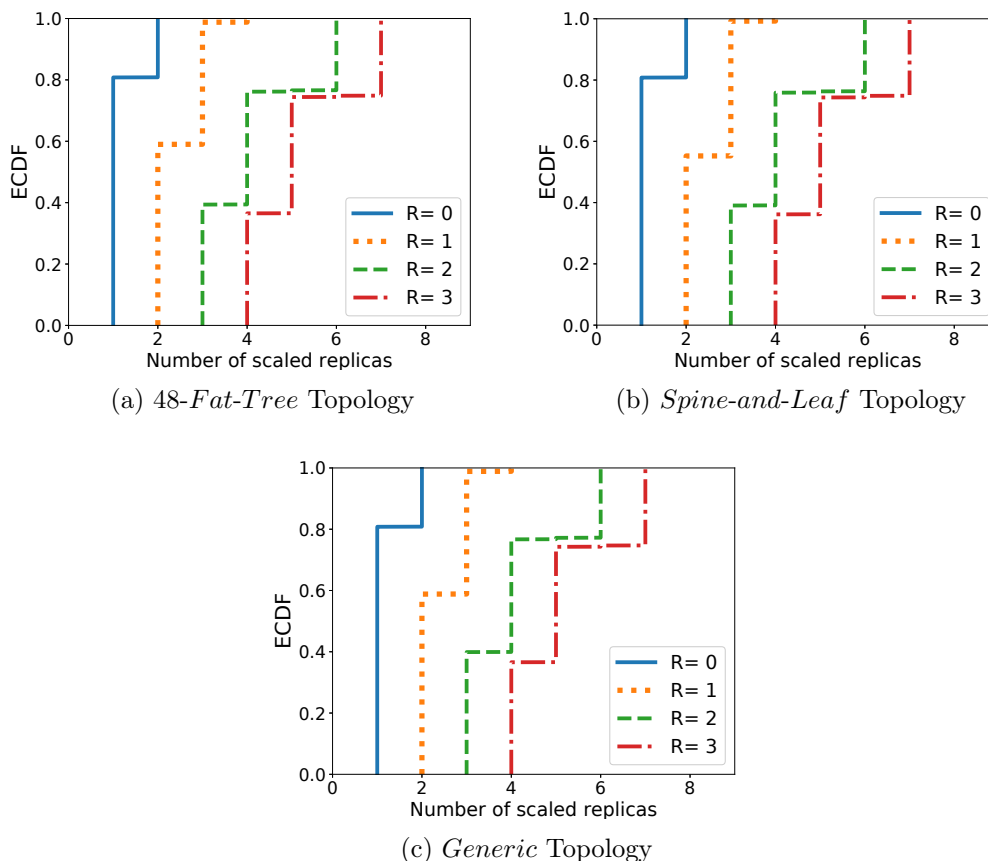 1.0
0.8
0.6
0.4
0.2
0.0
ECDF
0 2 4 6 8
Number of scaled replicas
R= 0
R= 1
R= 2
R= 3
(a) 48-Fat-Tree Topology
1.0
0.8
0.6
0.4
0.2
0.0
ECDF
0 2 4 6 8
Number of scaled replicas
R= 0
R= 1
R= 2
R= 3
(b) Spine-and-Leaf Topology
1.0
0.8
0.6
0.4
0.2
0.0
ECDF
0 2 4 6 8
Number of scaled replicas
R= 0
R= 1
R= 2
R= 3
(c) Generic Topology